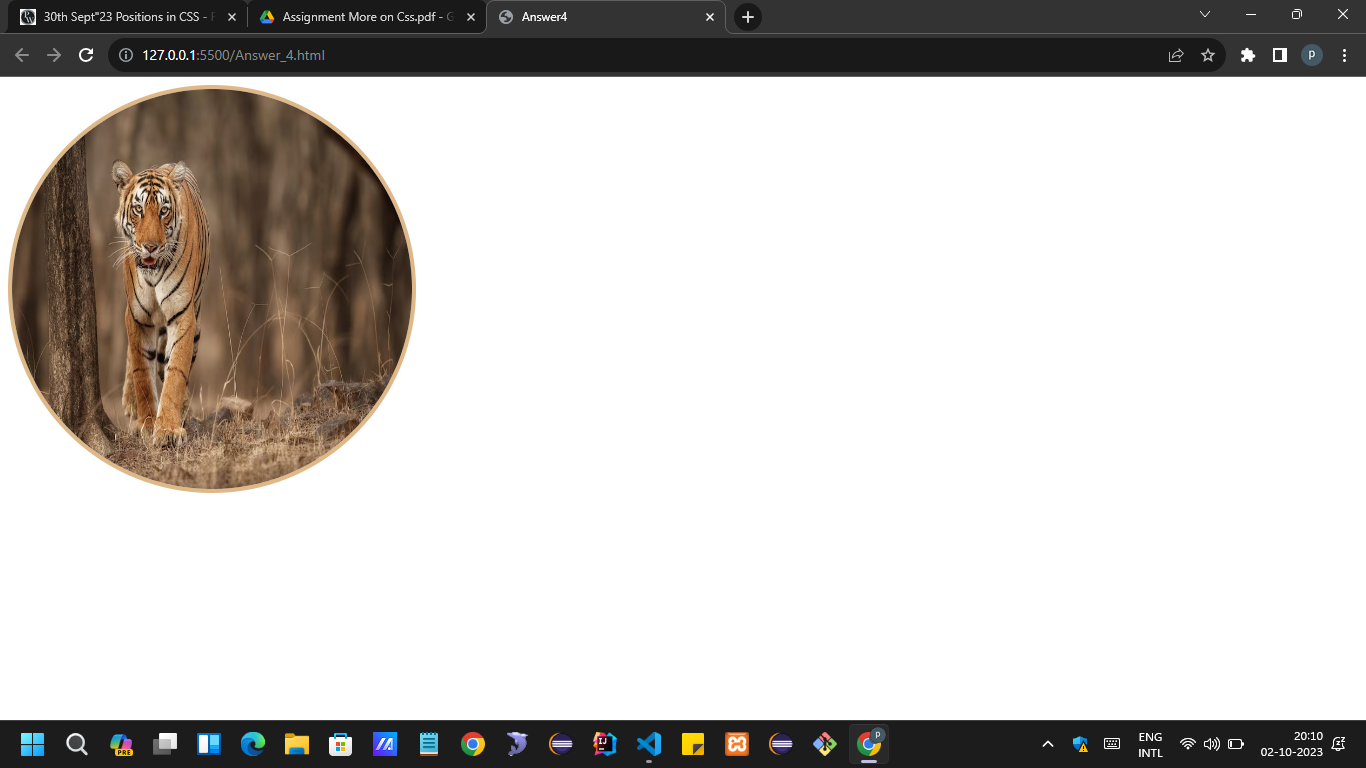 30th Sept"23 Positions in CSS -
Assignment More on Css.pdf - G
Answer4
127.0.0.1:5500/Answer_4.html
p
p
PRE
IJ
ENG
INTL
20:10
02-10-2023